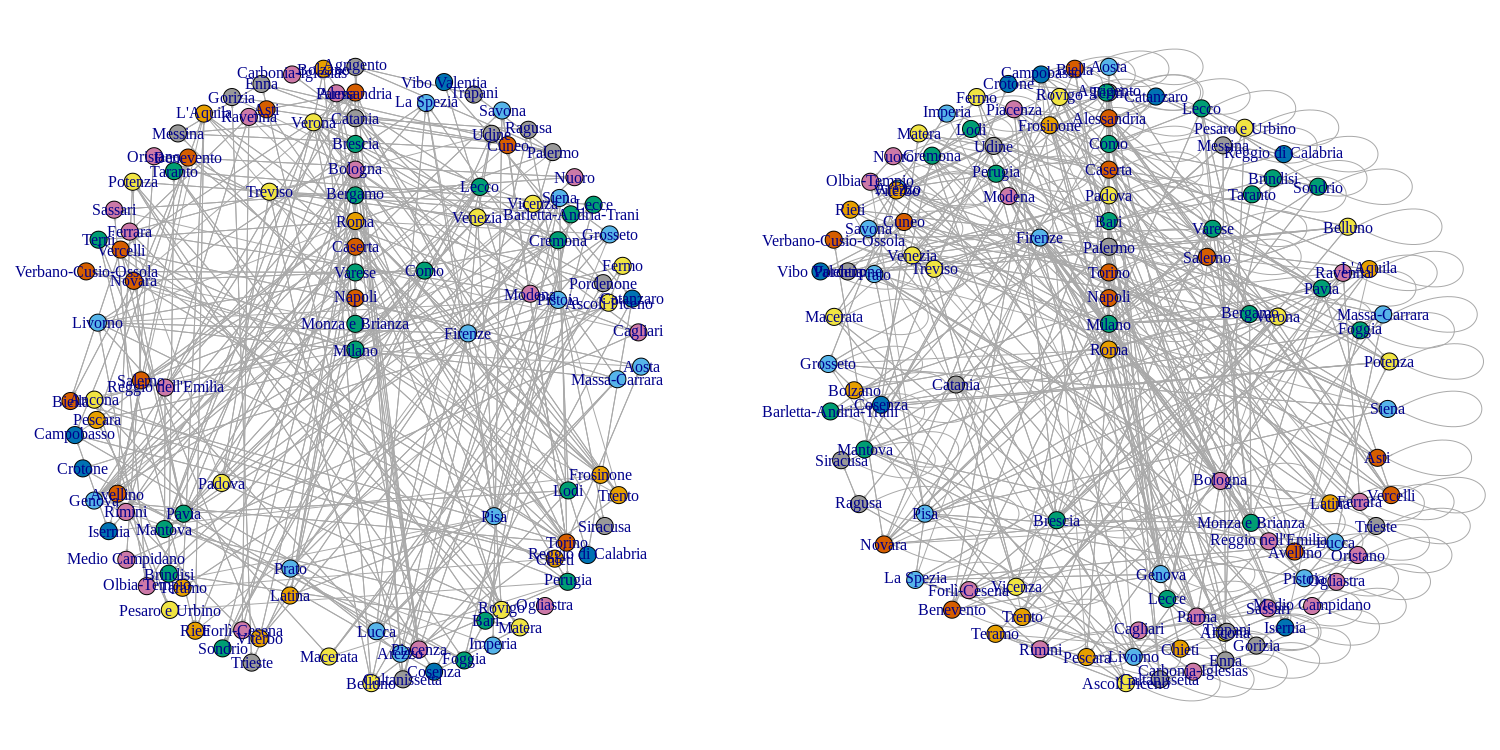 Agrigento
Bolzano
Carbonia-Iglesias
Enna
Vibo Valentia
Trapani
Gorizia
Alessandria
La Spezia
Savona
L'Aquila
Asti
Ravenna
Verona
Catania
Messina
Udine
Ragusa
Brescia
Cuneo
Palermo
Oristano
Benevento
Taranto
Bologna
Nuoro
Potenza
Treviso
Bergamo
Lecco
Siena
Vicenza
Lecce
Sassari
Roma
Venezia
Barletta-Andria-Trani
Ferrara
Terni
Vercelli
Caserta
Cremona
Grosseto
Verbano-Cusio-Ossola
Novara
Varese
Como
Fermo
Pordenone
Napoli
Modena
Pistoia
Ascoli Piceno
Catanzaro
Livorno
Monza e Brianza
Firenze
Cagliari
Milano
Aosta
Salerno
Reggio nell'Emilia
Massa-Carrara
Biella
Ancona
Pescara
Campobasso
Crotone
Padova
Frosinone
Lodi
Trento
Avellino
Genova
Rimini
Pavia
Mantova
Pisa
Siracusa
Isernia
Torino
Reggio di Calabria
Chieti
Medio Campidano
Brindisi
Olbia-Tempio
Teramo
Prato
Perugia
Latina
Pesaro e Urbino
Rovigo
Ogliastra
Bari
Matera
Rieti
Forlì-Cesena
Viterbo
Lucca
Imperia
Sondrio
Trieste
Macerata
Arezzo
Piacenza
Foggia
Cosenza
Belluno
Caltanissetta
Aosta
Biella
Campobasso
Crotone
Fermo
Rovigo
Agrigento
Catanzaro
Lecco
Imperia
Piacenza
Alessandria
Matera
Lodi
Frosinone
Pesaro e Urbino
Udine
Como
Messina
Nuoro
Cremona
Reggio di Calabria
Olbia-Tempio
Perugia
Caserta
Brindisi
Sondrio
Viterbo
Modena
Padova
Taranto
Rieti
Cuneo
Savona
Bari
Varese
Belluno
Verbano-Cusio-Ossola
Firenze
Palermo
Salerno
Venezia
Treviso
Vibo Valentia
Pordenone
Prato
Torino
L'Aquila
Ravenna
Pavia
Napoli
Macerata
Milano
Bergamo
Verona
Massa-Carrara
Foggia
Grosseto
Roma
Potenza
Bolzano
Catania
Cosenza
Barletta-Andria-Trani
Siena
Mantova
Siracusa
Asti
Bologna
Ragusa
Pisa
Brescia
Latina
Ferrara
Vercelli
Monza e Brianza
Trieste
Novara
Reggio nell'Emilia
Lucca
Avellino
Oristano
La Spezia
Forlì-Cesena
Vicenza
Genova
Pistoia
Ogliastra
Benevento
Lecce
Sassari
Medio Campidano
Trento
Parma
Teramo
Cagliari
Trapani
Ancona
Isernia
Rimini
Pescara
Livorno
Chieti
Enna
Gorizia
Carbonia-Iglesias
Ascoli Piceno
Caltanissetta